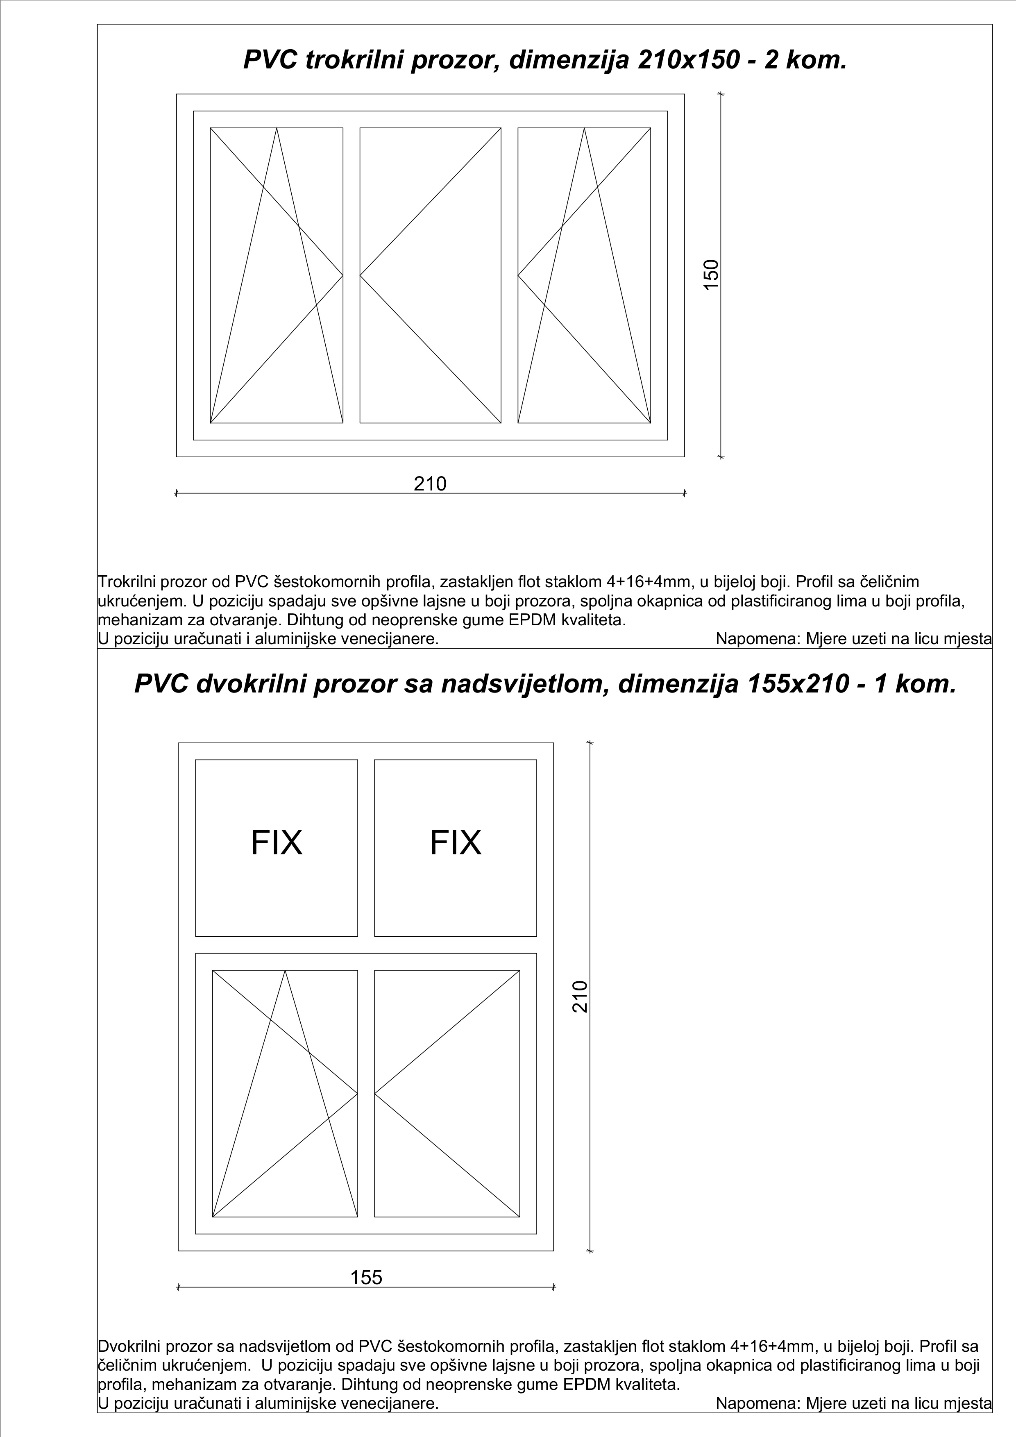 PVC trokrilni prozor, dimenzija 210x150 - 2 kom.
150
210
Trokrilni prozor od PVC šestokomornih profila, zastakljen flot staklom 4+16+4mm, u bijeloj boji. Profil sa čeličnim
ukrućenjem. U poziciju spadaju sve opšivne lajsne u boji prozora, spoljna okapnica od plastificiranog lima u boji profila,
mehanizam za otvaranje. Dihtung od neoprenske gume EPDM kvaliteta.
U poziciju uračunati i aluminijske venecijanere. Napomena: Mjere uzeti na licu mjesta
PVC dvokrilni prozor sa nadsvijetlom, dimenzija 155x210 - 1 kom.
FIX FIX
210
155
Dvokrilni prozor sa nadsvijetlom od PVC šestokomornih profila, zastakljen flot staklom 4+16+4mm, u bijeloj boji. Profil sa
čeličnim ukrućenjem.  U poziciju spadaju sve opšivne lajsne u boji prozora, spoljna okapnica od plastificiranog lima u boji
profila, mehanizam za otvaranje. Dihtung od neoprenske gume EPDM kvaliteta.
U poziciju uračunati i aluminijske venecijanere. Napomena: Mjere uzeti na licu mjesta